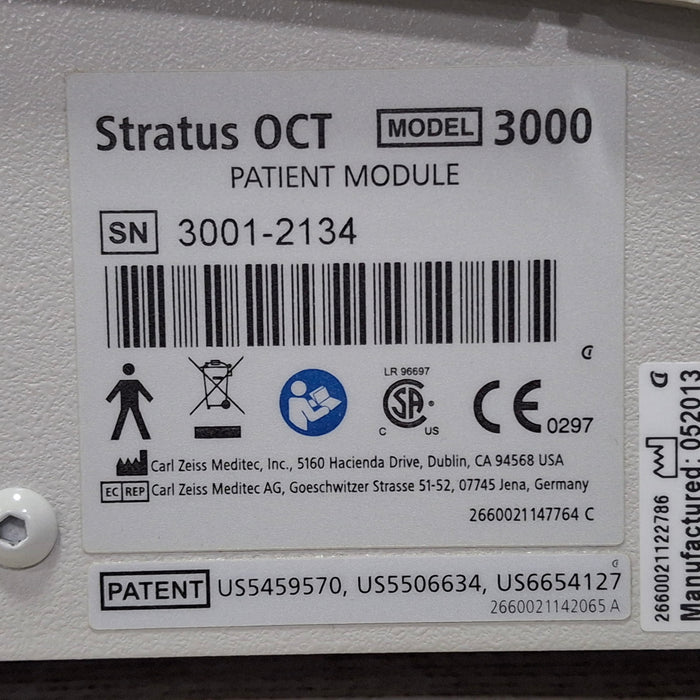 Stratus OCT MODEL 3000
PATIENT MODULE
SN 3001-2134
LR 96697
SA ®
C US
CE 0297
Carl Zeiss Meditec, Inc., 5160 Hacienda Drive, Dublin, CA 94568 USA
EC REP Carl Zeiss Meditec AG, Goeschwitzer Strasse 51-52, 07745 Jena, Germany
2660021147764 C
PATENT US5459570, US5506634, US6654127
2660021142065 A
2660021122786
Manufactured: 052013